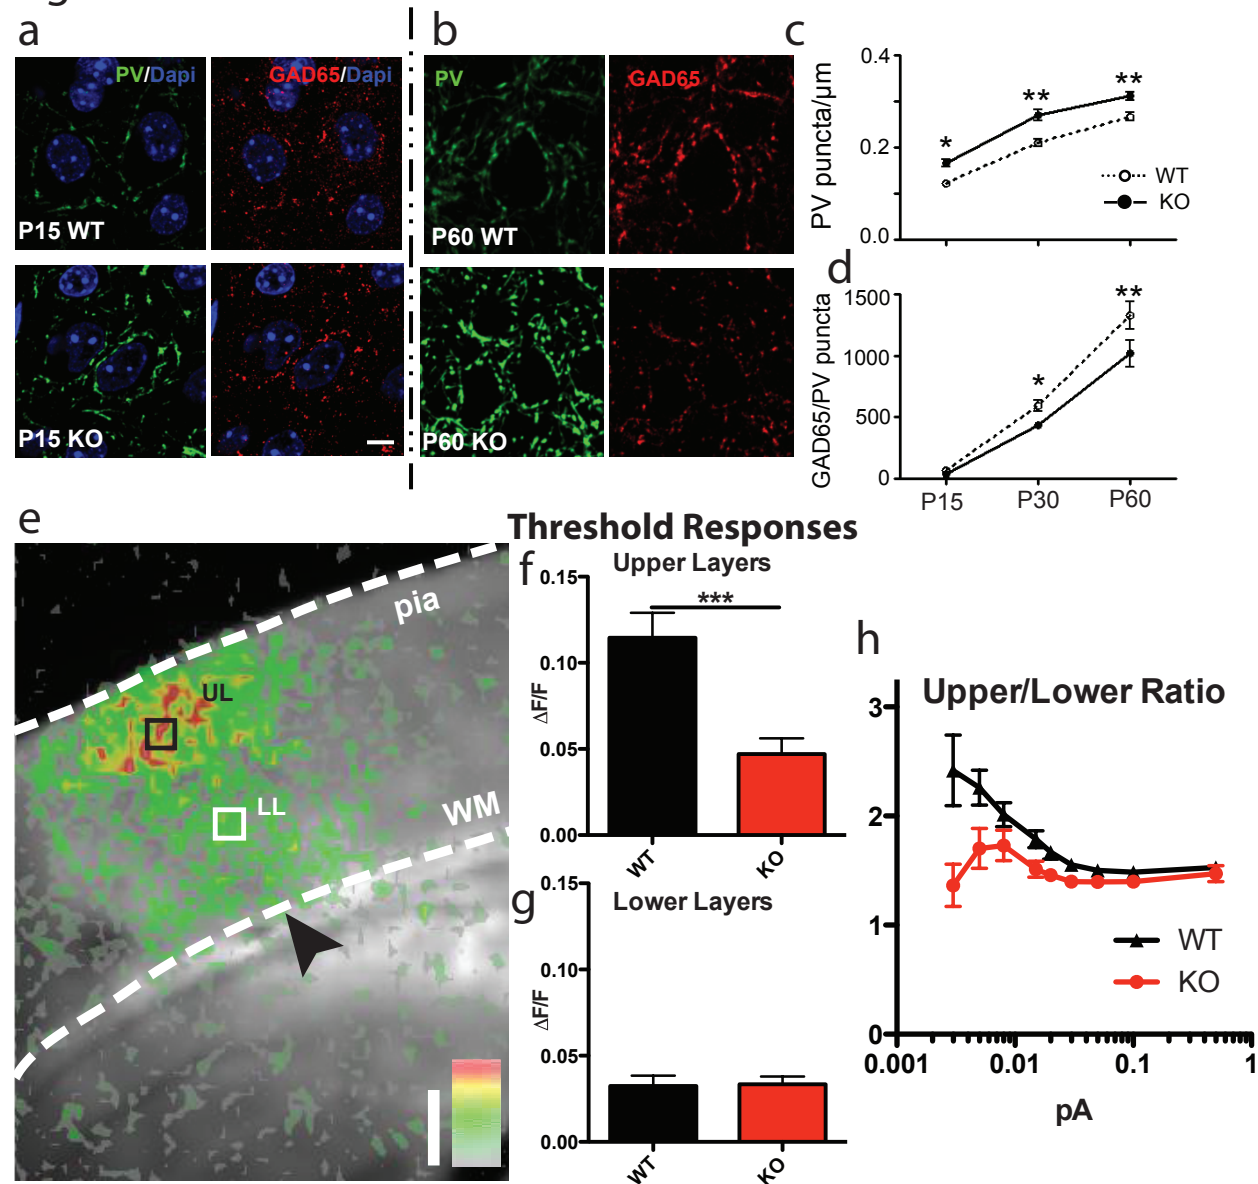 a
PV/Dapi
GAD65/Dapi
P15 WT
P15 KO
b
PV
GAD65
P60 WT
P60 KO
c
PV puncta/µm
0.4
0.2
0.0
*
**
**
WT
KO
d
GAD65/PV puncta
1500
1000
500
0
*
**
P15
P30
P60
e
pia
UL
LL
WM
Threshold Responses
f
Upper Layers
ΔF/F
0.15
0.10
0.05
0.00
***
WT
KO
g
Lower Layers
ΔF/F
0.15
0.10
0.05
0.00
WT
KO
h
Upper/Lower Ratio
3
2
1
0
WT
KO
0.001
0.01
0.1
1
pA